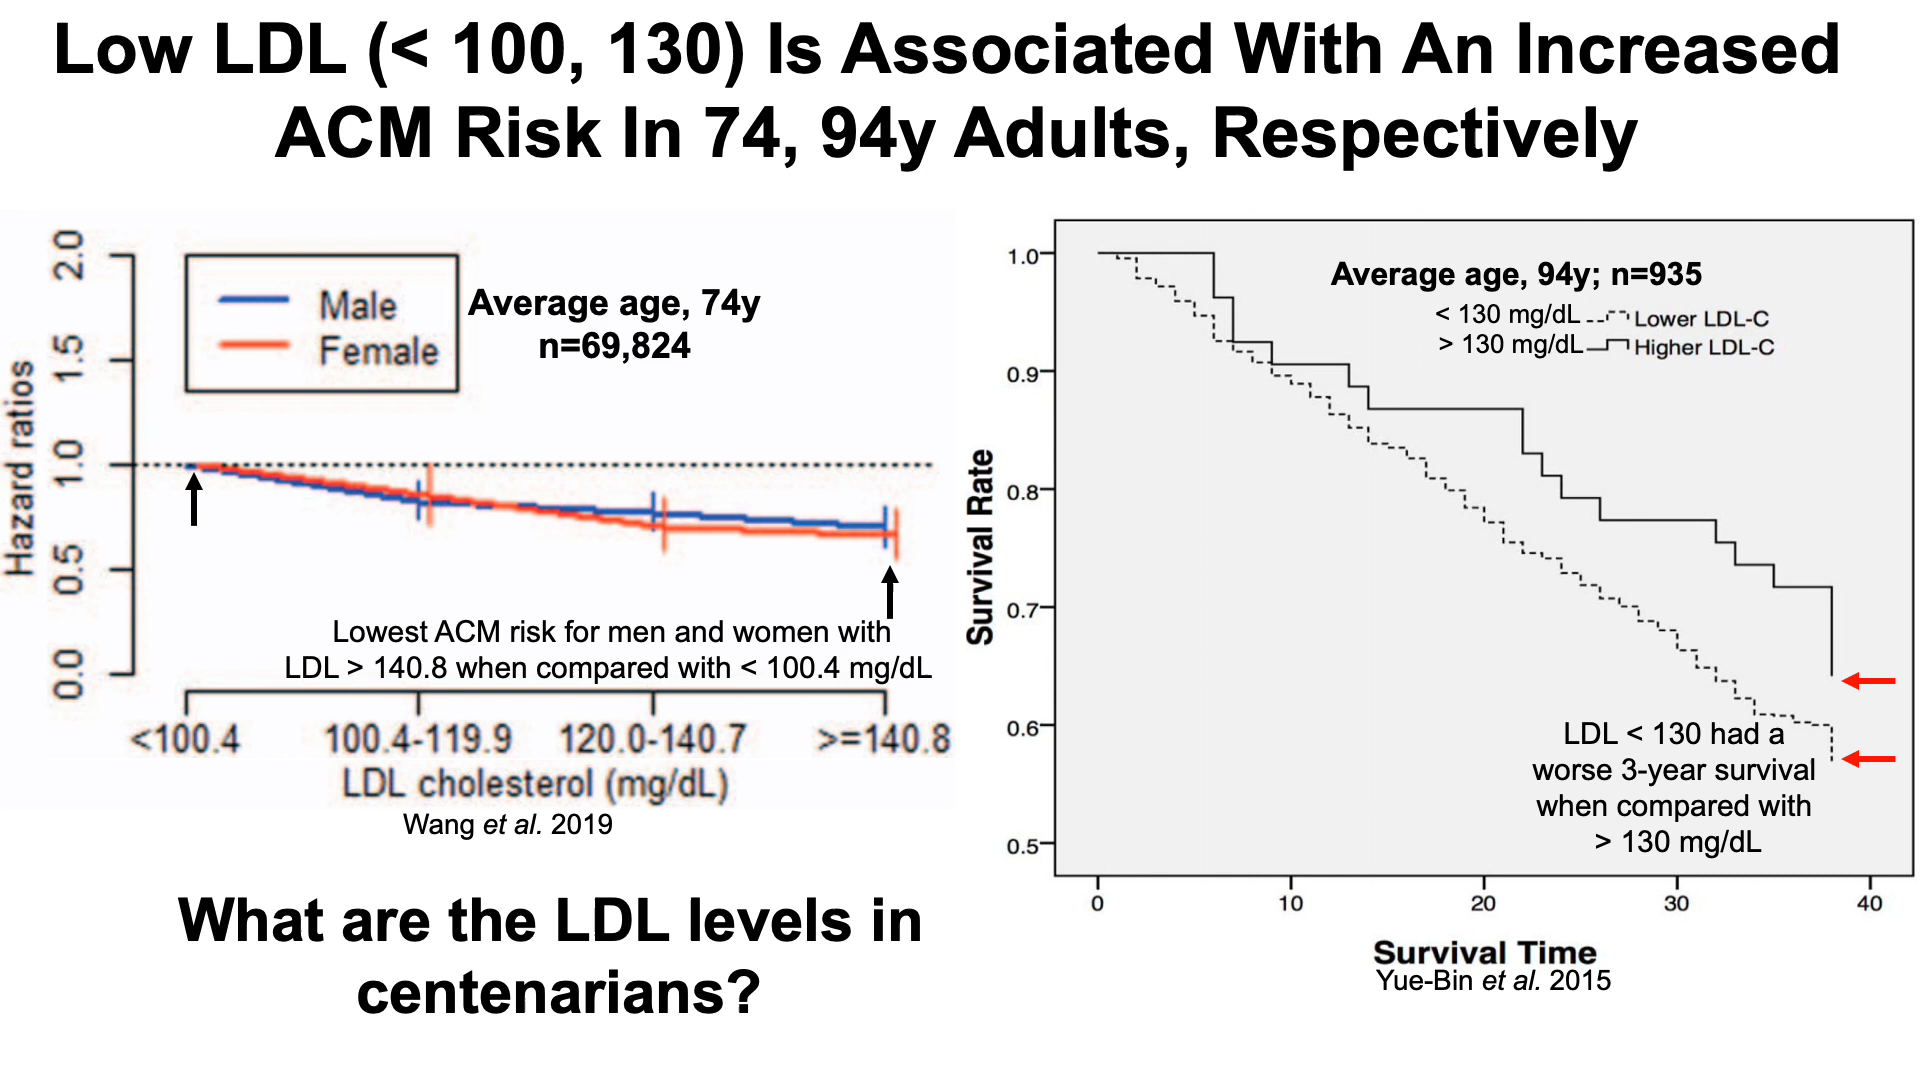 Low LDL (< 100, 130) Is Associated With An Increased
ACM Risk In 74, 94y Adults, Respectively
2.0
1.5
1.0
0.5
0.0
Hazard ratios
Male
Female
Average age, 74y
n=69,824
Lowest ACM risk for men and women with
LDL > 140.8 when compared with < 100.4 mg/dL
<100.4
100.4-119.9
120.0-140.7
>=140.8
LDL cholesterol (mg/dL)
Wang et al. 2019
What are the LDL levels in
centenarians?
1.0
0.9
0.8
0.7
0.6
0.5
Survival Rate
Average age, 94y; n=935
< 130 mg/dL Lower LDL-C
> 130 mg/dL Higher LDL-C
LDL < 130 had a
worse 3-year survival
when compared with
> 130 mg/dL
0
10
20
30
40
Survival Time
Yue-Bin et al. 2015